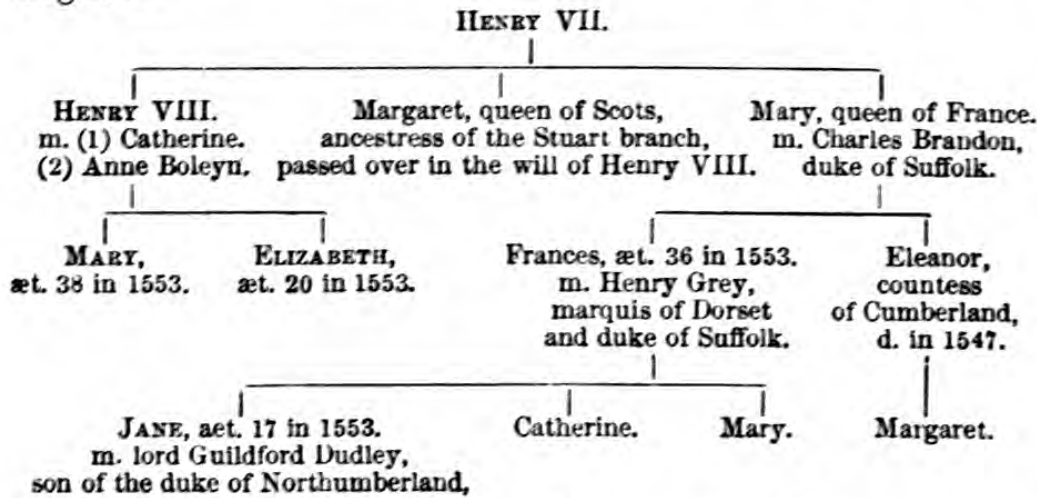 HENRY VII.
HENRY VIII.
m. (1) Catherine.
(2) Anne Boleyn.
Margaret, queen of Scots,
ancestress of the Stuart branch,
passed over in the will of Henry VIII.
Mary, queen of France.
m. Charles Brandon,
duke of Suffolk.
MARY,
æt. 38 in 1553.
ELIZABETH,
æt. 20 in 1553.
Frances, æt. 36 in 1553.
m. Henry Grey,
marquis of Dorset
and duke of Suffolk.
Eleanor,
countess
of Cumberland,
d. in 1547.
JANE, aet. 17 in 1553.
m. lord Guildford Dudley,
son of the duke of Northumberland,
Catherine.
Mary.
Margaret.